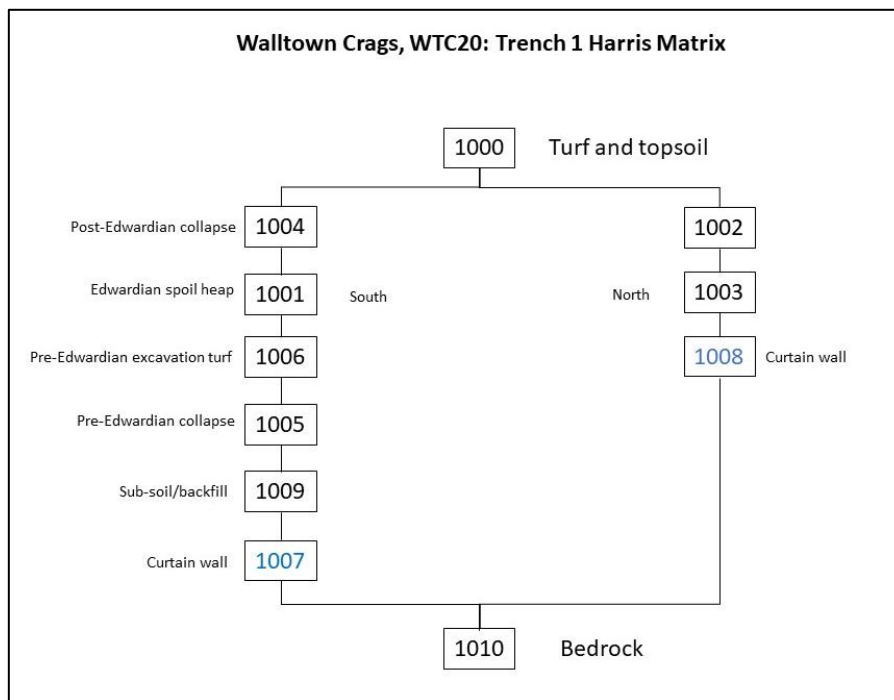 Walltown Crags, WTC20: Trench 1 Harris Matrix
1000 Turf and topsoil
Post-Edwardian collapse 1004 1002
Edwardian spoil heap 1001 South North 1003
Pre-Edwardian excavation turf 1006 1008 Curtain wall
Pre-Edwardian collapse 1005
Sub-soil/backfill 1009
Curtain wall 1007
1010 Bedrock